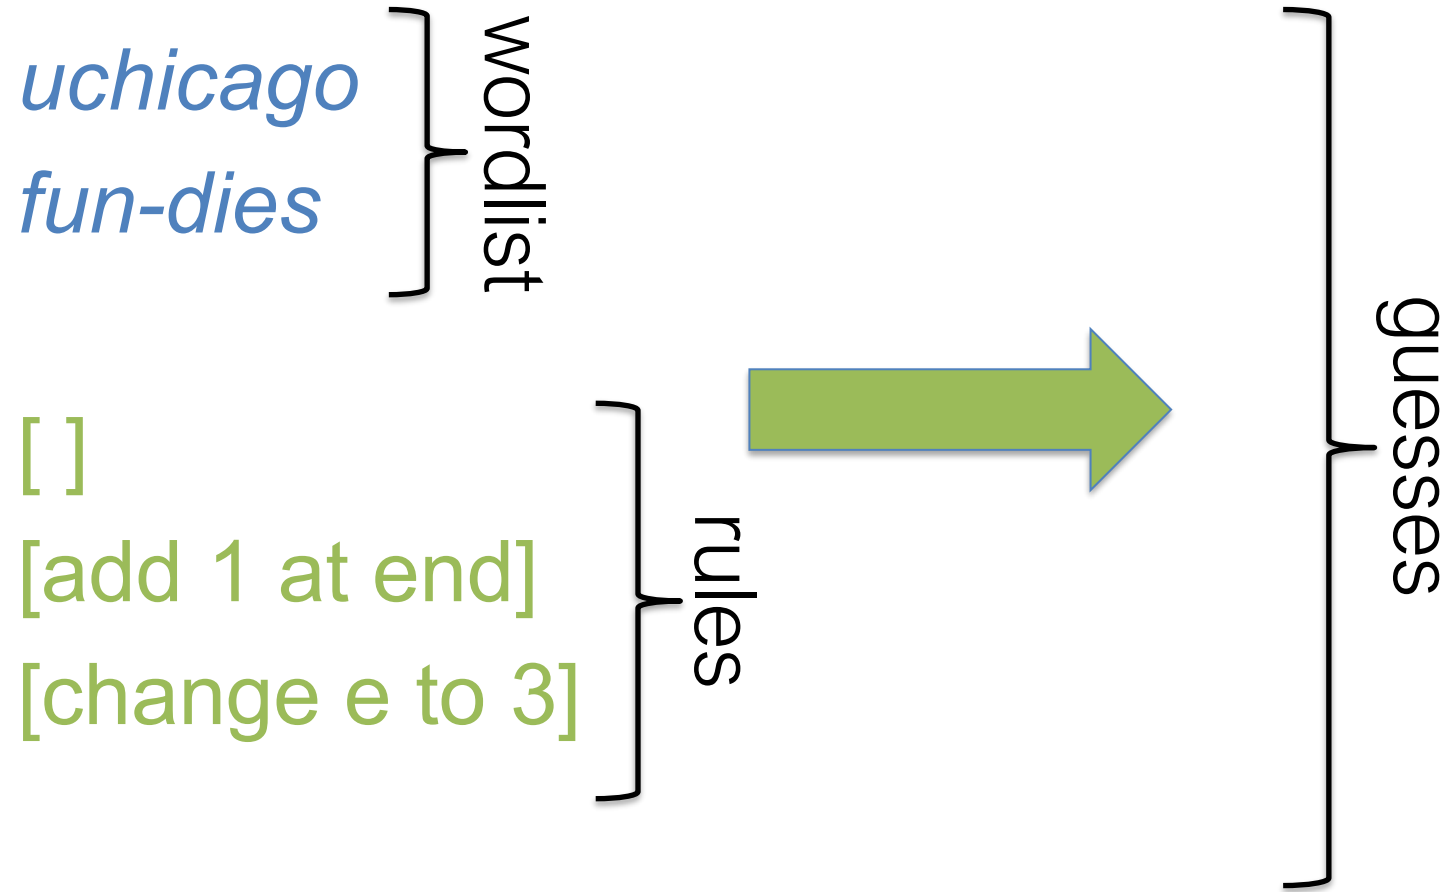 uchicago
fun-dies
wordlist
[ ]
[add 1 at end]
[change e to 3]
rules
guesses